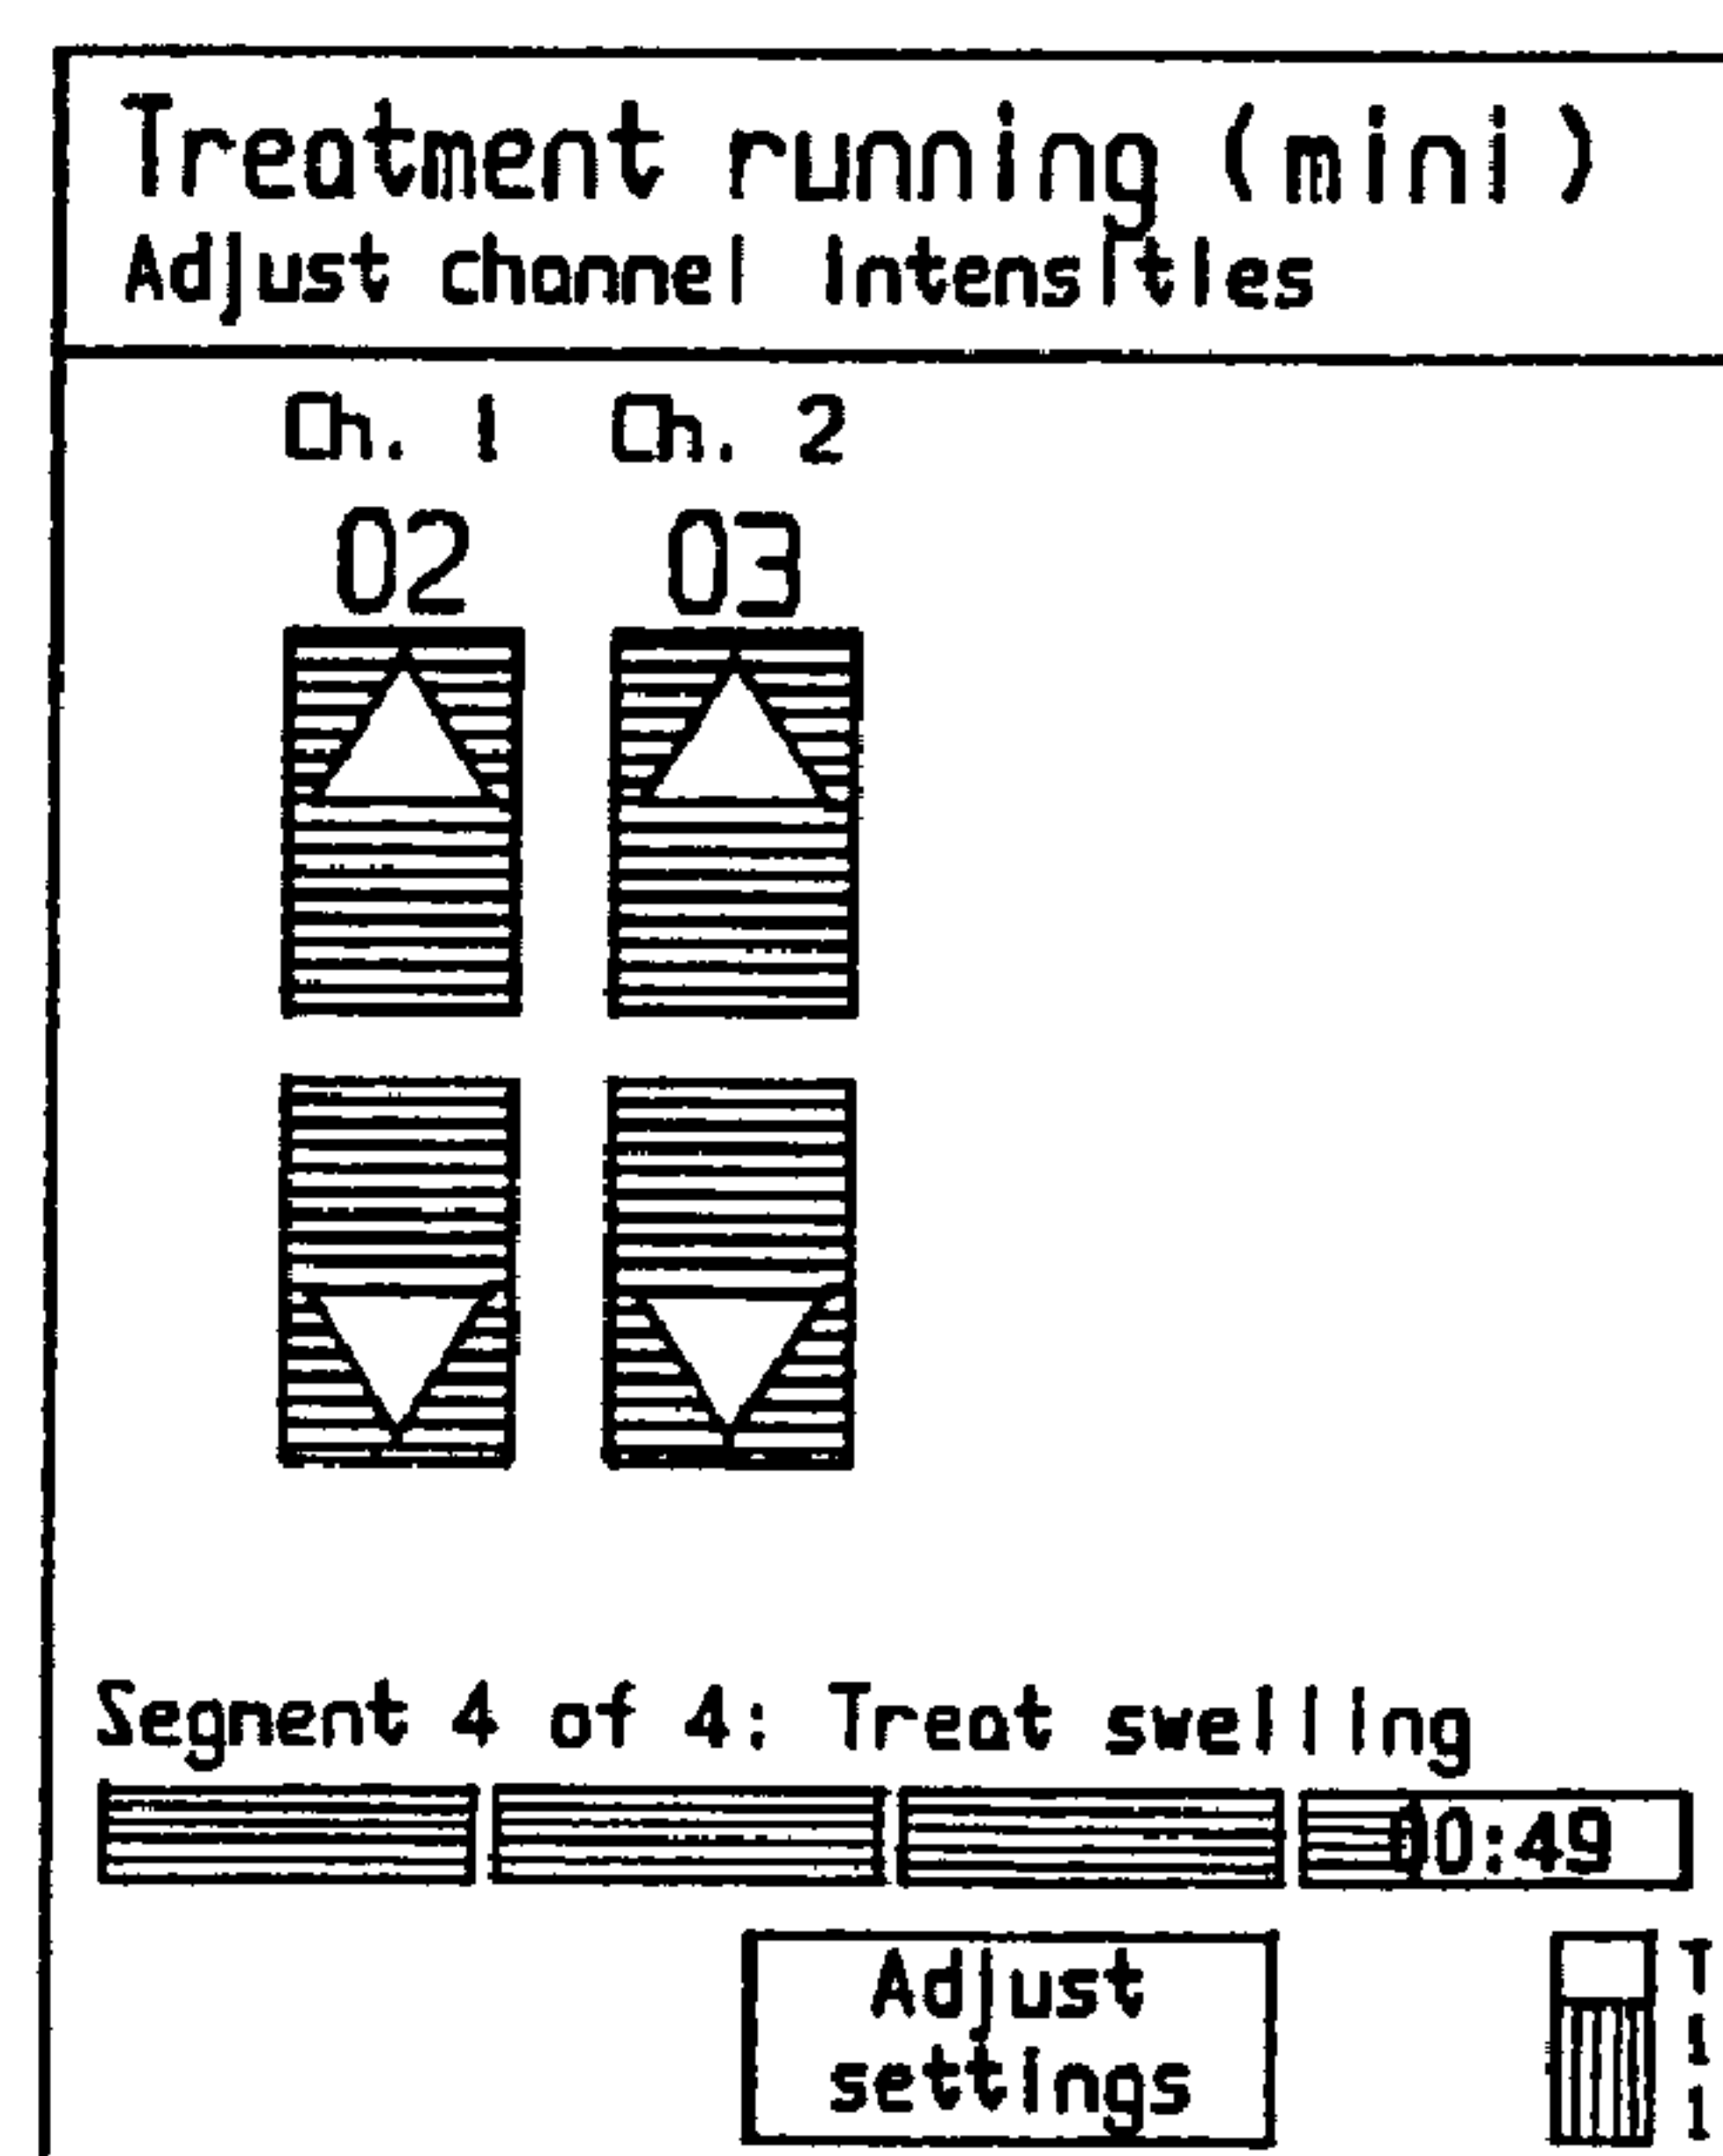 Treatment running (mini)
Adjust channel intensities
Ch. 1 Ch. 2
02 03
Segment 4 of 4: Treat swelling
00:49
Adjust
settings